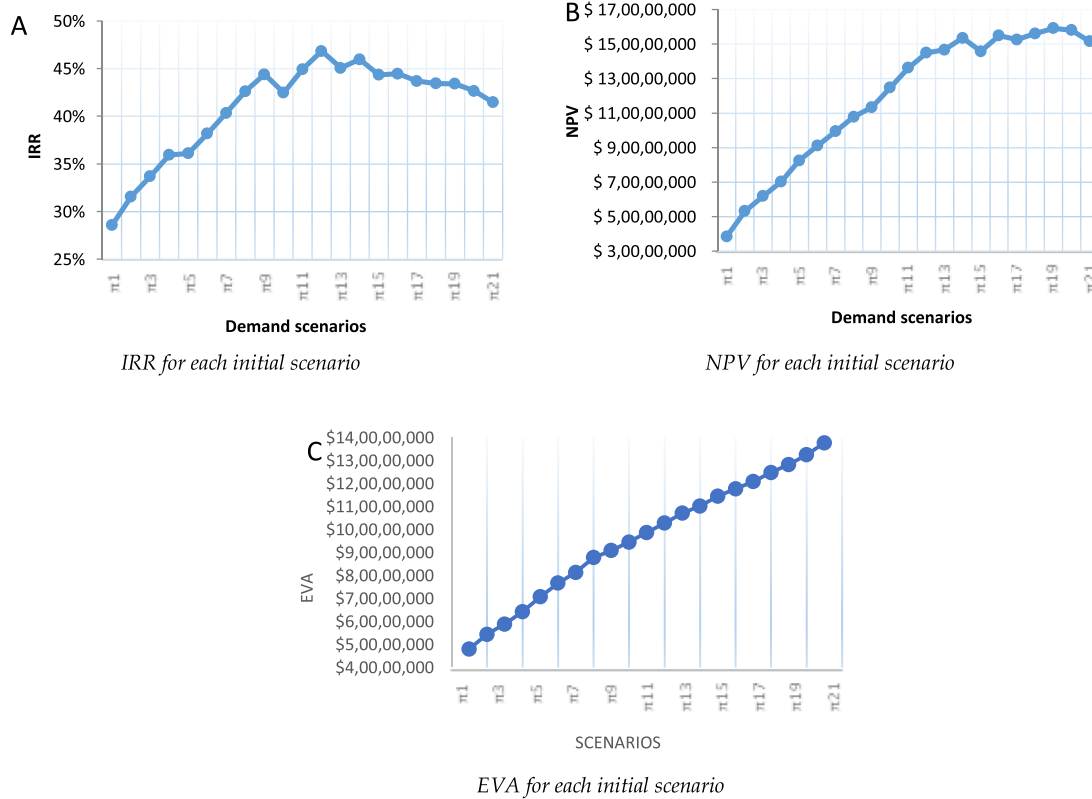 A
50%
45%
40%
35%
30%
25%
IRR
π1
π3
π5
π7
π9
π11
π13
π15
π17
π19
π21
Demand scenarios
IRR for each initial scenario
B
$ 17,00,00,000
$ 15,00,00,000
$ 13,00,00,000
$ 11,00,00,000
$ 9,00,00,000
$ 7,00,00,000
$ 5,00,00,000
$ 3,00,00,000
NPV
π1
π3
π5
π7
π9
π11
π13
π15
π17
π19
π21
Demand scenarios
NPV for each initial scenario
C
$14,00,00,000
$13,00,00,000
$12,00,00,000
$11,00,00,000
$10,00,00,000
$9,00,00,000
$8,00,00,000
$7,00,00,000
$6,00,00,000
$5,00,00,000
$4,00,00,000
EVA
π1
π3
π5
π7
π9
π11
π13
π15
π17
π19
π21
SCENARIOS
EVA for each initial scenario